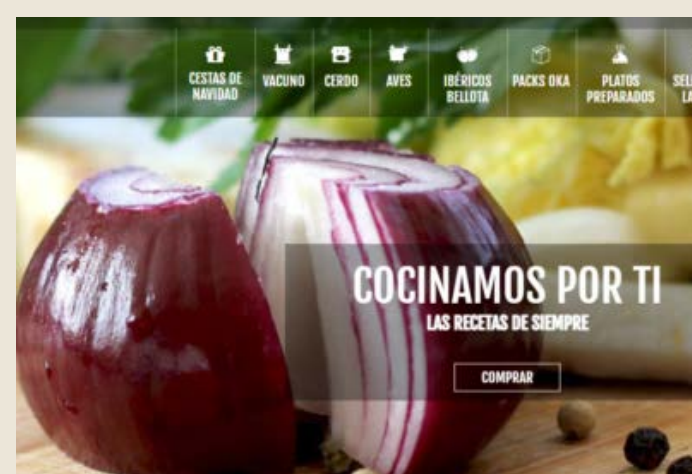 CESTAS DE
NAVIDAD
VACUNO
CERDO
AVES
IBÉRICOS
BELLOTA
PACKS OKA
PLATOS
PREPARADOS
COCINAMOS POR TI
LAS RECETAS DE SIEMPRE
COMPRAR